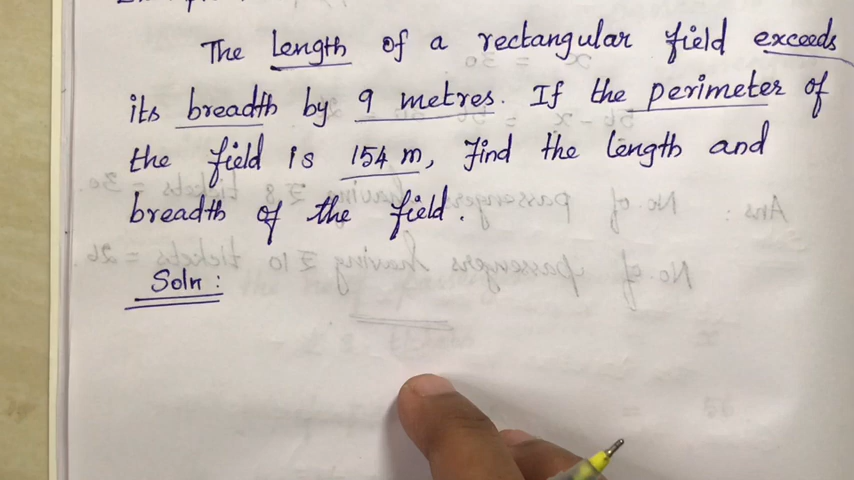 The length of a rectangular field exceeds
its breadth by 9 metres. If the perimeter of
the field is 154 m, find the length and
breadth of the field.
Soln :